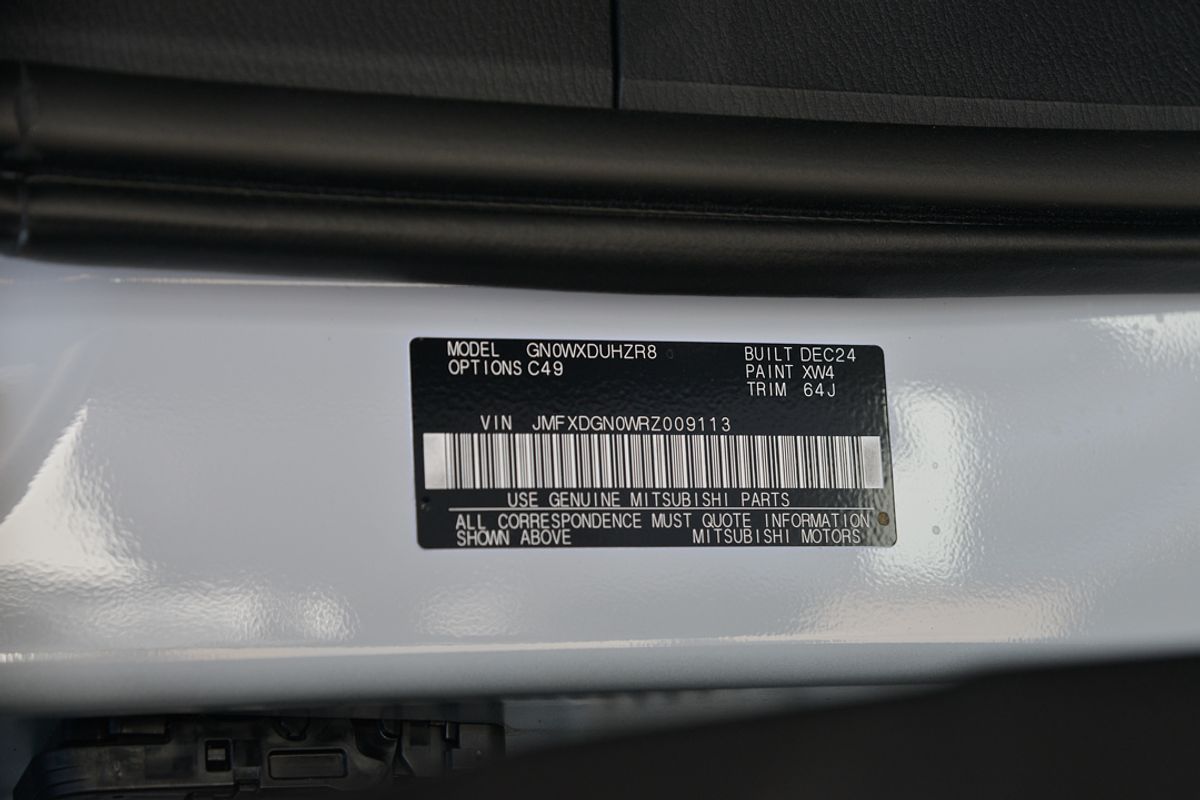 MODEL GN0WXDUHZR8 BUILT DEC24
OPTIONS C49 PAINT XW4
TRIM 64J
VIN JMFXDGN0WRZ009113
USE GENUINE MITSUBISHI PARTS
ALL CORRESPONDENCE MUST QUOTE INFORMATION
SHOWN ABOVE MITSUBISHI MOTORS